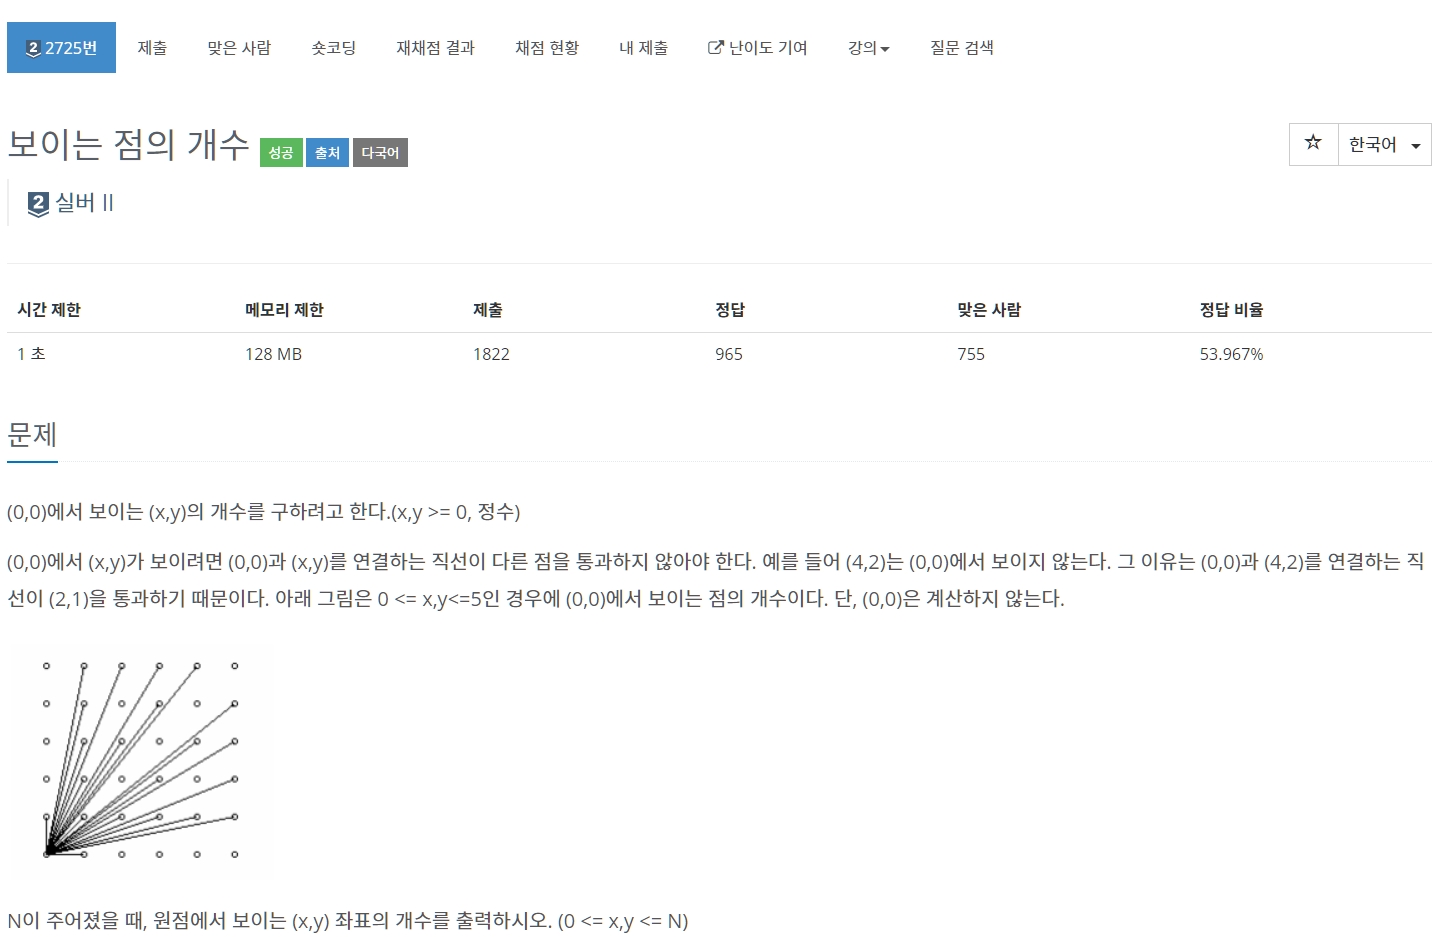 2 2725번 제출 맞은 사람 숏코딩 재채점 결과 채점 현황 내 제출 난이도 기여 강의 질문 검색
보이는 점의 개수 성공 출처 다국어 한국어
2 실버 II
시간 제한 메모리 제한 제출 정답 맞은 사람 정답 비율
1 초 128 MB 1822 965 755 53.967%
문제
(0,0)에서 보이는 (x,y)의 개수를 구하려고 한다.(x,y >= 0, 정수)
(0,0)에서 (x,y)가 보이려면 (0,0)과 (x,y)를 연결하는 직선이 다른 점을 통과하지 않아야 한다. 예를 들어 (4,2)는 (0,0)에서 보이지 않는다. 그 이유는 (0,0)과 (4,2)를 연결하는 직
선이 (2,1)을 통과하기 때문이다. 아래 그림은 0 <= x,y<=5인 경우에 (0,0)에서 보이는 점의 개수이다. 단, (0,0)은 계산하지 않는다.
N이 주어졌을 때, 원점에서 보이는 (x,y) 좌표의 개수를 출력하시오. (0 <= x,y <= N)